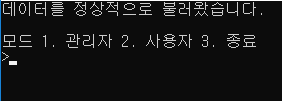 데이터를 정상적으로 불러왔습니다.
모드 1. 관리자 2. 사용자 3. 종료
>